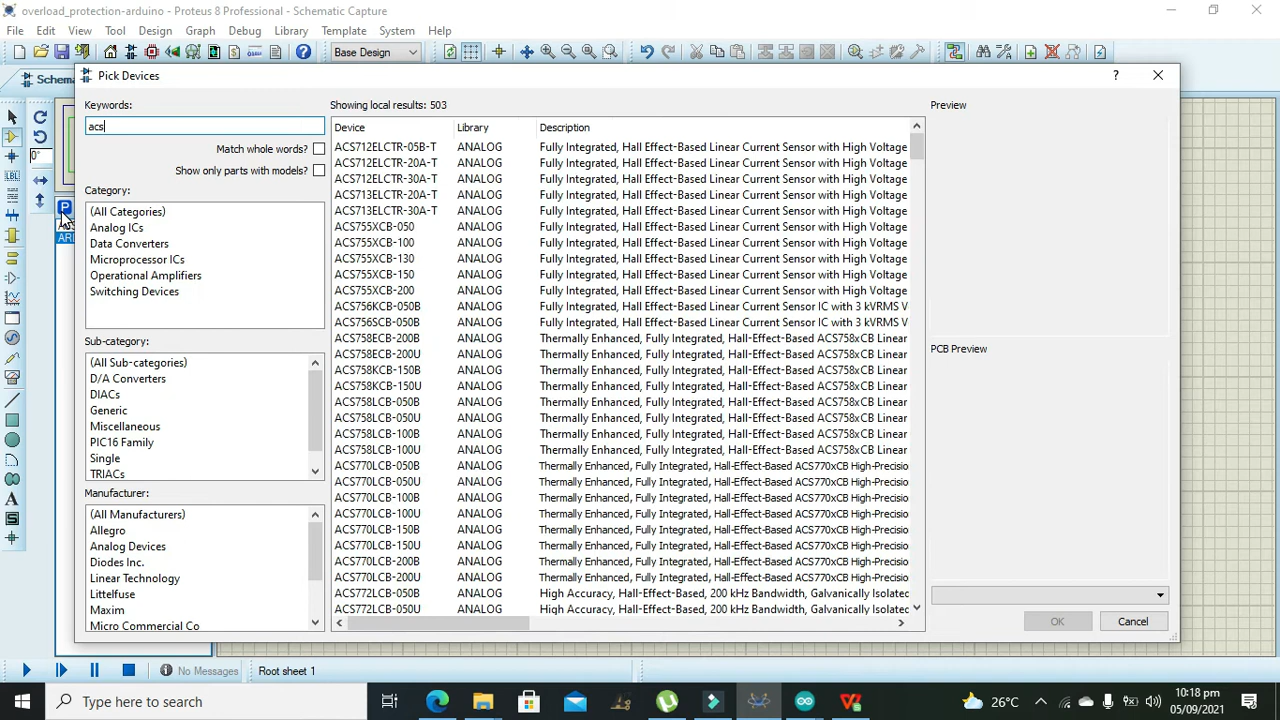 overload_protection-arduino - Proteus 8 Professional - Schematic Capture
File Edit View Tool Design Graph Debug Library Template System Help
Base Design
Schema
Pick Devices
?
Keywords:
acs
Match whole words?
Show only parts with models?
Category:
(All Categories)
Analog ICs
Data Converters
Microprocessor ICs
Operational Amplifiers
Switching Devices
Sub-category:
(All Sub-categories)
D/A Converters
DIACs
Generic
Miscellaneous
PIC16 Family
Single
TRIACs
Manufacturer:
(All Manufacturers)
Allegro
Analog Devices
Diodes Inc.
Linear Technology
Littelfuse
Maxim
Micro Commercial Co
Showing local results: 503
Device Library Description
ACS712ELCTR-05B-T ANALOG Fully Integrated, Hall Effect-Based Linear Current Sensor with High Voltage
ACS712ELCTR-20A-T ANALOG Fully Integrated, Hall Effect-Based Linear Current Sensor with High Voltage
ACS712ELCTR-30A-T ANALOG Fully Integrated, Hall Effect-Based Linear Current Sensor with High Voltage
ACS713ELCTR-20A-T ANALOG Fully Integrated, Hall Effect-Based Linear Current Sensor with High Voltage
ACS713ELCTR-30A-T ANALOG Fully Integrated, Hall Effect-Based Linear Current Sensor with High Voltage
ACS755XCB-050 ANALOG Fully Integrated, Hall Effect-Based Linear Current Sensor with High Voltage
ACS755XCB-100 ANALOG Fully Integrated, Hall Effect-Based Linear Current Sensor with High Voltage
ACS755XCB-130 ANALOG Fully Integrated, Hall Effect-Based Linear Current Sensor with High Voltage
ACS755XCB-150 ANALOG Fully Integrated, Hall Effect-Based Linear Current Sensor with High Voltage
ACS755XCB-200 ANALOG Fully Integrated, Hall Effect-Based Linear Current Sensor with High Voltage
ACS756KCB-050B ANALOG Fully Integrated, Hall Effect-Based Linear Current Sensor IC with 3 kVRMS V
ACS756SCB-050B ANALOG Fully Integrated, Hall Effect-Based Linear Current Sensor IC with 3 kVRMS V
ACS758ECB-200B ANALOG Thermally Enhanced, Fully Integrated, Hall-Effect-Based ACS758xCB Linear
ACS758ECB-200U ANALOG Thermally Enhanced, Fully Integrated, Hall-Effect-Based ACS758xCB Linear
ACS758KCB-150B ANALOG Thermally Enhanced, Fully Integrated, Hall-Effect-Based ACS758xCB Linear
ACS758KCB-150U ANALOG Thermally Enhanced, Fully Integrated, Hall-Effect-Based ACS758xCB Linear
ACS758LCB-050B ANALOG Thermally Enhanced, Fully Integrated, Hall-Effect-Based ACS758xCB Linear
ACS758LCB-050U ANALOG Thermally Enhanced, Fully Integrated, Hall-Effect-Based ACS758xCB Linear
ACS758LCB-100B ANALOG Thermally Enhanced, Fully Integrated, Hall-Effect-Based ACS758xCB Linear
ACS758LCB-100U ANALOG Thermally Enhanced, Fully Integrated, Hall-Effect-Based ACS758xCB Linear
ACS770LCB-050B ANALOG Thermally Enhanced, Fully Integrated, Hall-Effect-Based ACS770xCB High-Precisio
ACS770LCB-050U ANALOG Thermally Enhanced, Fully Integrated, Hall-Effect-Based ACS770xCB High-Precisio
ACS770LCB-100B ANALOG Thermally Enhanced, Fully Integrated, Hall-Effect-Based ACS770xCB High-Precisio
ACS770LCB-100U ANALOG Thermally Enhanced, Fully Integrated, Hall-Effect-Based ACS770xCB High-Precisio
ACS770LCB-150B ANALOG Thermally Enhanced, Fully Integrated, Hall-Effect-Based ACS770xCB High-Precisio
ACS770LCB-150U ANALOG Thermally Enhanced, Fully Integrated, Hall-Effect-Based ACS770xCB High-Precisio
ACS770LCB-200B ANALOG Thermally Enhanced, Fully Integrated, Hall-Effect-Based ACS770xCB High-Precisio
ACS770LCB-200U ANALOG Thermally Enhanced, Fully Integrated, Hall-Effect-Based ACS770xCB High-Precisio
ACS772LCB-050B ANALOG High Accuracy, Hall-Effect-Based, 200 kHz Bandwidth, Galvanically Isolated
ACS772LCB-050U ANALOG High Accuracy, Hall-Effect-Based, 200 kHz Bandwidth, Galvanically Isolated
Preview
PCB Preview
OK Cancel
0°
LBL
P
A
S
No Messages Root sheet 1
Type here to search
26°C
10:18 pm
05/09/2021